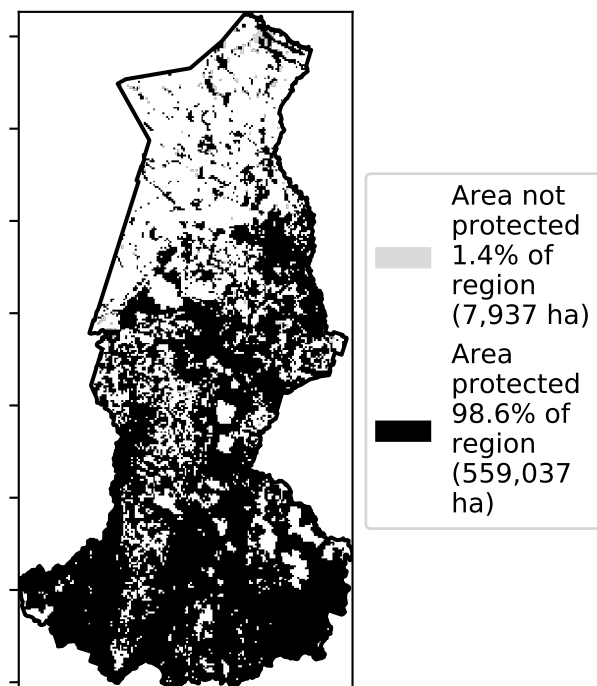 Area not
protected
1.4% of
region
(7,937 ha)
Area
protected
98.6% of
region
(559,037
ha)